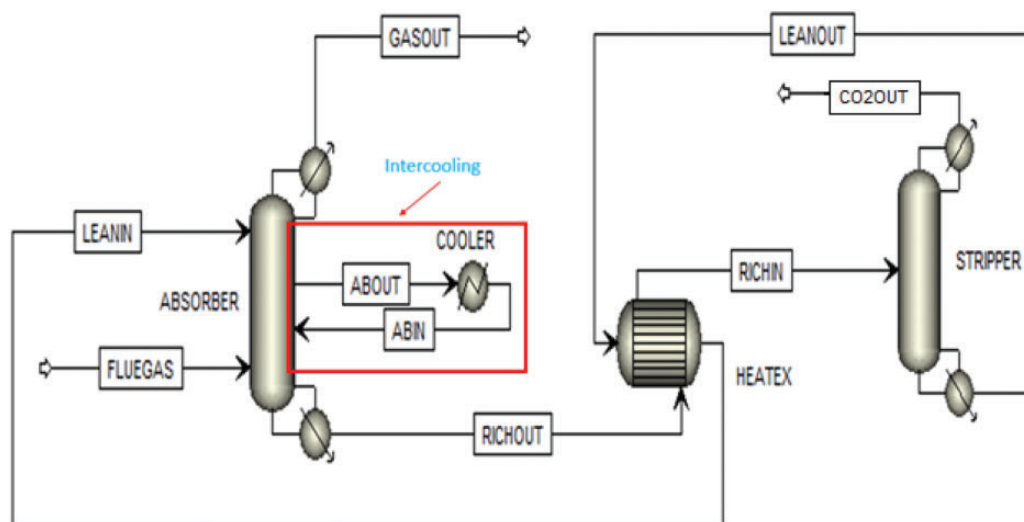 GASOUT
LEANOUT
CO2OUT
Intercooling
LEANIN
COOLER
ABOUT
RICHIN
STRIPPER
ABSORBER
ABIN
FLUEGAS
HEATEX
RICHOUT